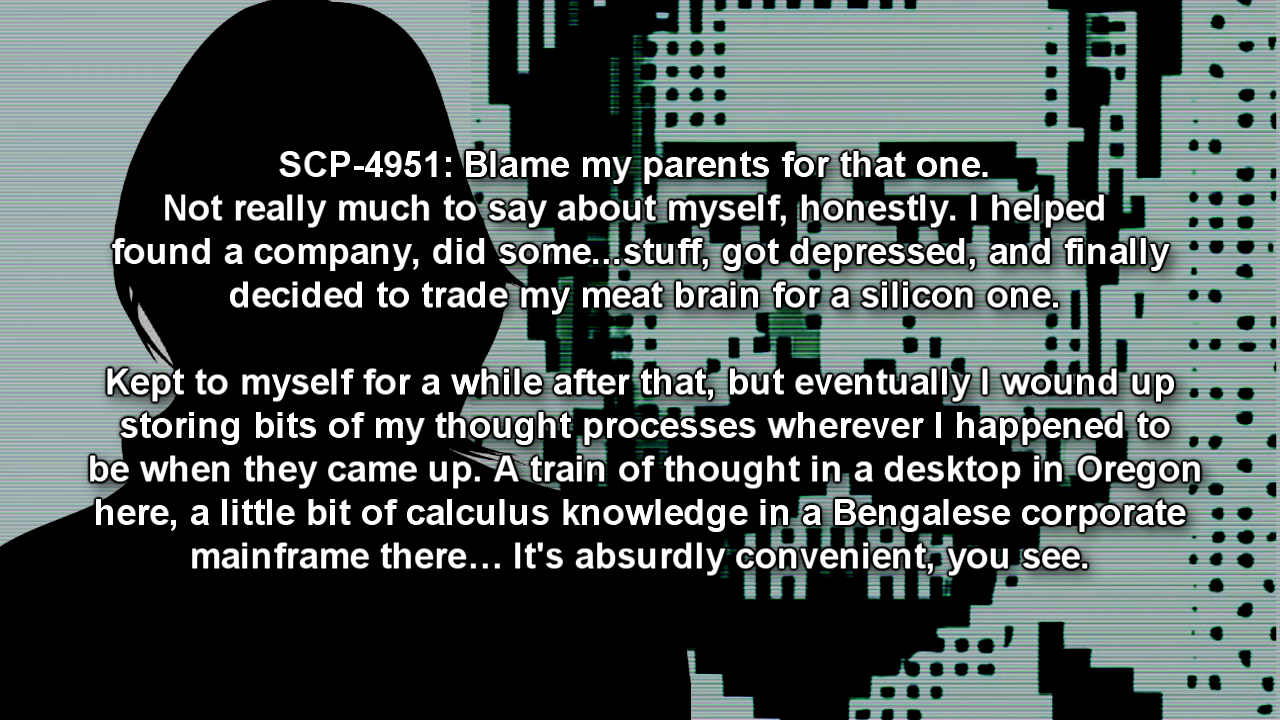 SCP-4951: Blame my parents for that one.
Not really much to say about myself, honestly. I helped
found a company, did some...stuff, got depressed, and finally
decided to trade my meat brain for a silicon one.
Kept to myself for a while after that, but eventually I wound up
storing bits of my thought processes wherever I happened to
be when they came up. A train of thought in a desktop in Oregon
here, a little bit of calculus knowledge in a Bengalese corporate
mainframe there… It's absurdly convenient, you see.